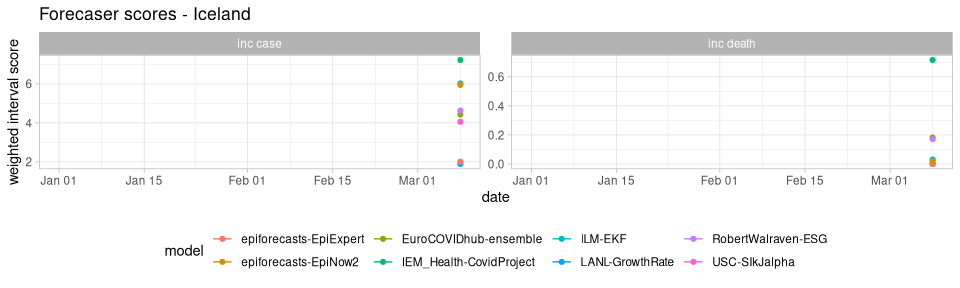 Forecaser scores - Iceland
inc case
inc death
weighted interval score
6
4
2
0.6
0.4
0.2
0.0
Jan 01
Jan 15
Feb 01
Feb 15
Mar 01
Jan 01
Jan 15
Feb 01
Feb 15
Mar 01
date
model
epiforecasts-EpiExpert
EuroCOVIDhub-ensemble
ILM-EKF
RobertWalraven-ESG
epiforecasts-EpiNow2
IEM_Health-CovidProject
LANL-GrowthRate
USC-SIkJalpha